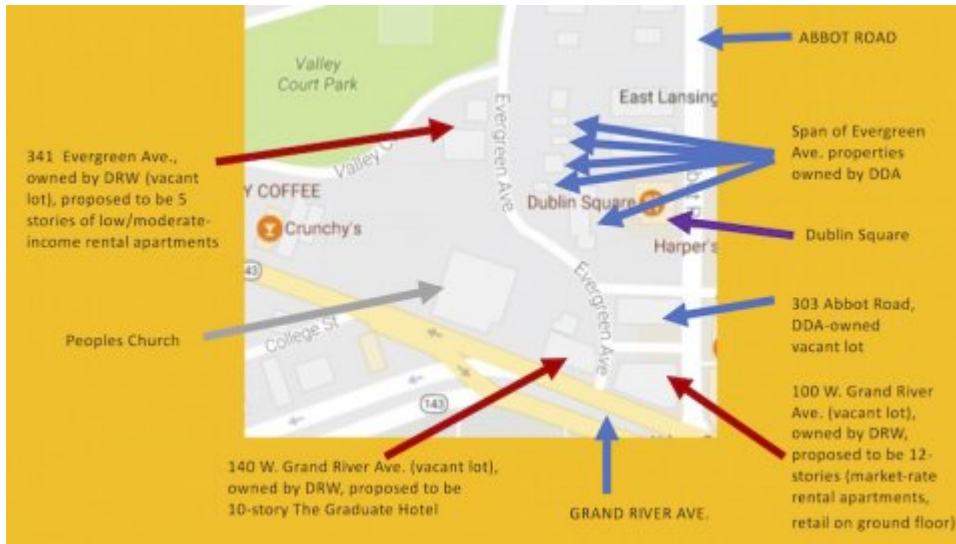 Valley
Court Park
ABBOT ROAD
East Lansing
Evergreen Ave
341 Evergreen Ave.,
owned by DRW (vacant
lot), proposed to be 5
stories of low/moderate-
income rental apartments
Valley C
Span of Evergreen
Ave. properties
owned by DDA
Y COFFEE
Crunchy's
Dublin Square
bbot R
Dublin Square
Harper's
43
Peoples Church
College St
Evergreen Ave
303 Abbot Road,
DDA-owned
vacant lot
143
100 W. Grand River
Ave. (vacant lot),
owned by DRW,
proposed to be 12-
stories (market-rate
rental apartments,
retail on ground floor)
140 W. Grand River Ave. (vacant lot),
owned by DRW, proposed to be
10-story The Graduate Hotel
GRAND RIVER AVE.